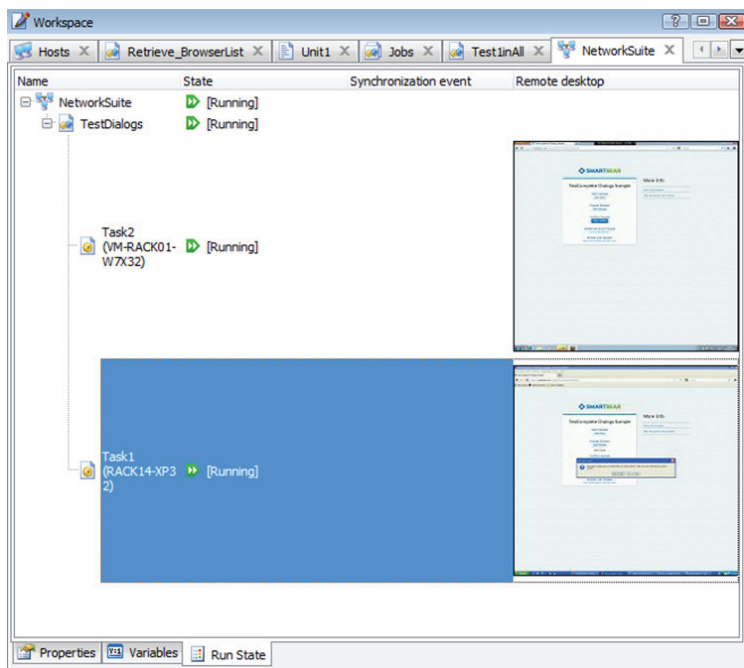 Workspace
Hosts Retrieve_BrowserList Unit1 Jobs Test1inAll NetworkSuite
Name State Synchronization event Remote desktop
NetworkSuite [Running]
TestDialogs [Running]
SMARTBEAR
TestComplete Dialogs Sample
More Info
Task2
(VM-RACK01-
W7X32)
[Running]
SMARTBEAR
TestComplete Dialogs Sample
More Info
Task1
(RACK14-XP3
2)
[Running]
Properties Variables Run State